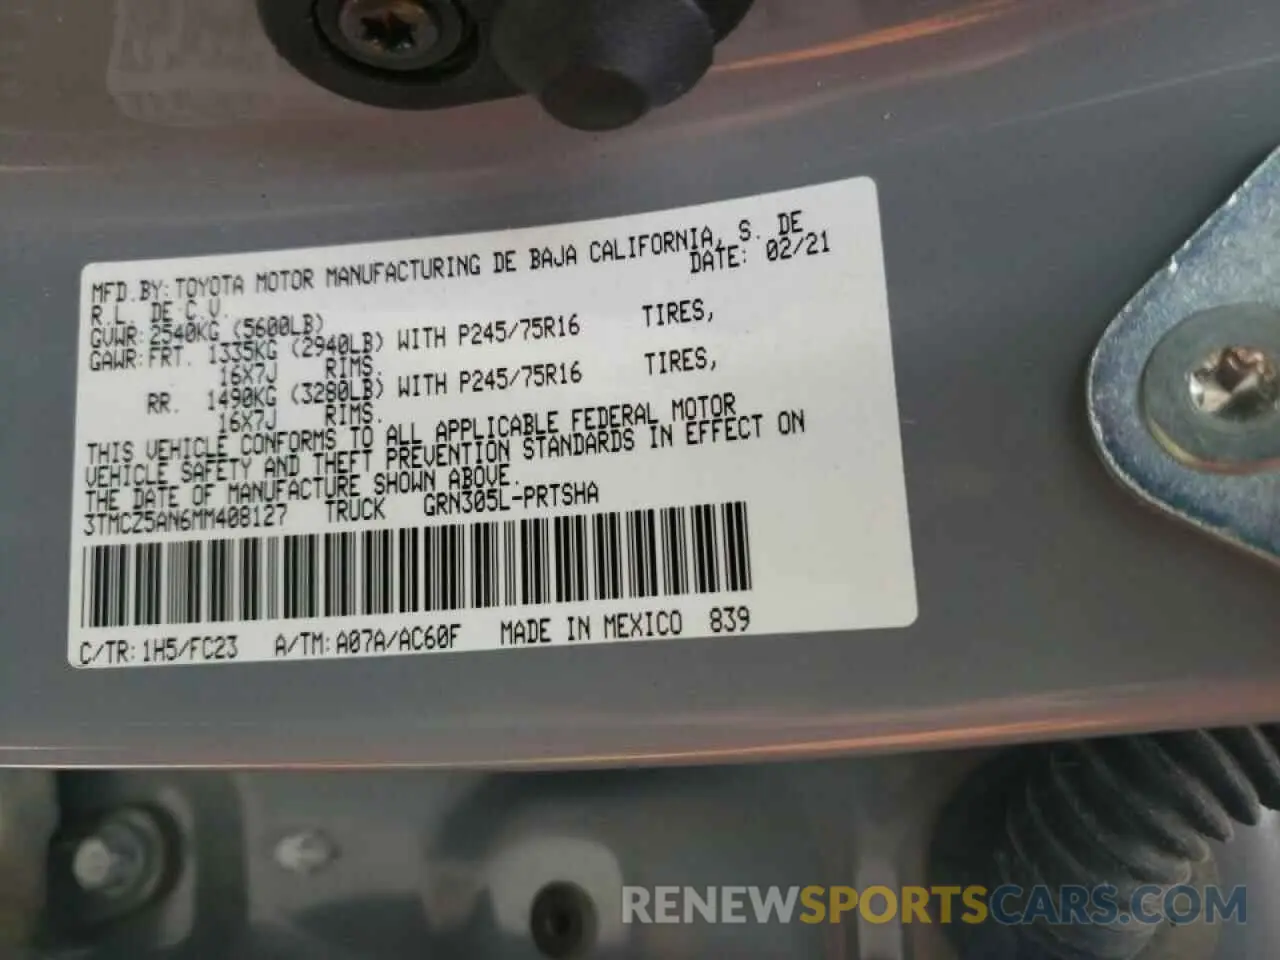 MFD.BY:TOYOTA MOTOR MANUFACTURING DE BAJA CALIFORNIA, S. DE
R.L. DE C.V. DATE: 02/21
GVWR:2540KG (5600LB)
GAWR:FRT. 1335KG (2940LB) WITH P245/75R16 TIRES,
16X7J RIMS.
RR. 1490KG (3280LB) WITH P245/75R16 TIRES,
16X7J RIMS.
THIS VEHICLE CONFORMS TO ALL APPLICABLE FEDERAL MOTOR
VEHICLE SAFETY AND THEFT PREVENTION STANDARDS IN EFFECT ON
THE DATE OF MANUFACTURE SHOWN ABOVE.
3TMCZ5AN6MM408127 TRUCK GRN305L-PRTSHA
C/TR:1H5/FC23 A/TM:A07A/AC60F MADE IN MEXICO 839
RENEWSPORTSCARS.COM